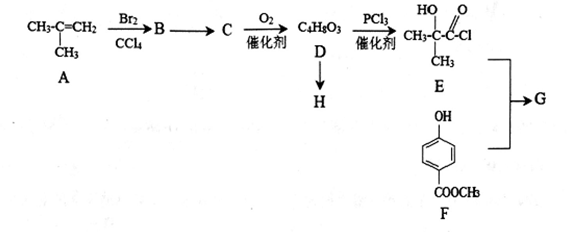 CH₃-C=CH₂
CH₃
A
Br₂
CCl₄
B
C
O₂
催化剂
C₄H₈O₃
D
H
PCl₃
催化剂
HO O
CH₃-C-C-Cl
CH₃
E
G
OH
COOCH₃
F